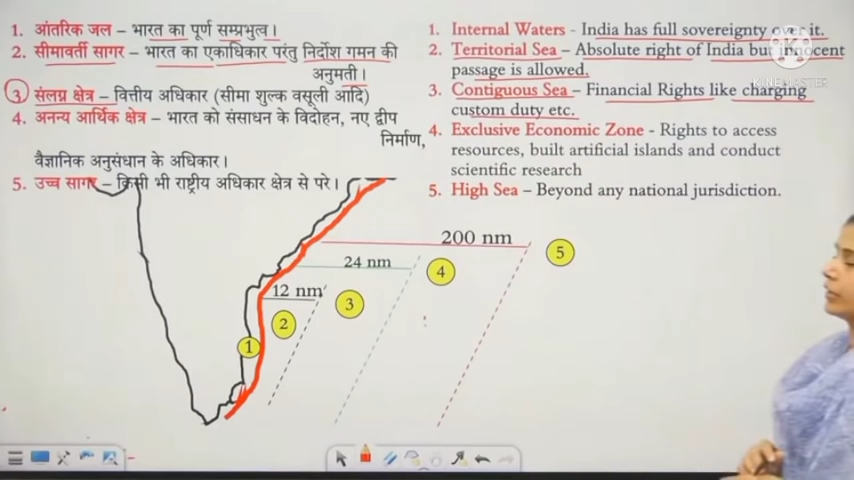 1. आंतरिक जल – भारत का पूर्ण सम्प्रभुत्व।
2. सीमावर्ती सागर – भारत का एकाधिकार परंतु निर्दोश गमन की
अनुमती।
3 संलग्न क्षेत्र – वित्तीय अधिकार (सीमा शुल्क वसूली आदि)
4. अनन्य आर्थिक क्षेत्र – भारत को संसाधन के विदोहन, नए द्वीप
निर्माण,
वैज्ञानिक अनुसंधान के अधिकार।
5. उच्च सागर – किसी भी राष्ट्रीय अधिकार क्षेत्र से परे।
1. Internal Waters - India has full sovereignty over it.
2. Territorial Sea – Absolute right of India but innocent
passage is allowed.
3. Contiguous Sea – Financial Rights like charging
custom duty etc.
4. Exclusive Economic Zone - Rights to access
resources, built artificial islands and conduct
scientific research
5. High Sea – Beyond any national jurisdiction.
KINEMASTER
200 nm
24 nm
12 nm
1
2
3
4
5